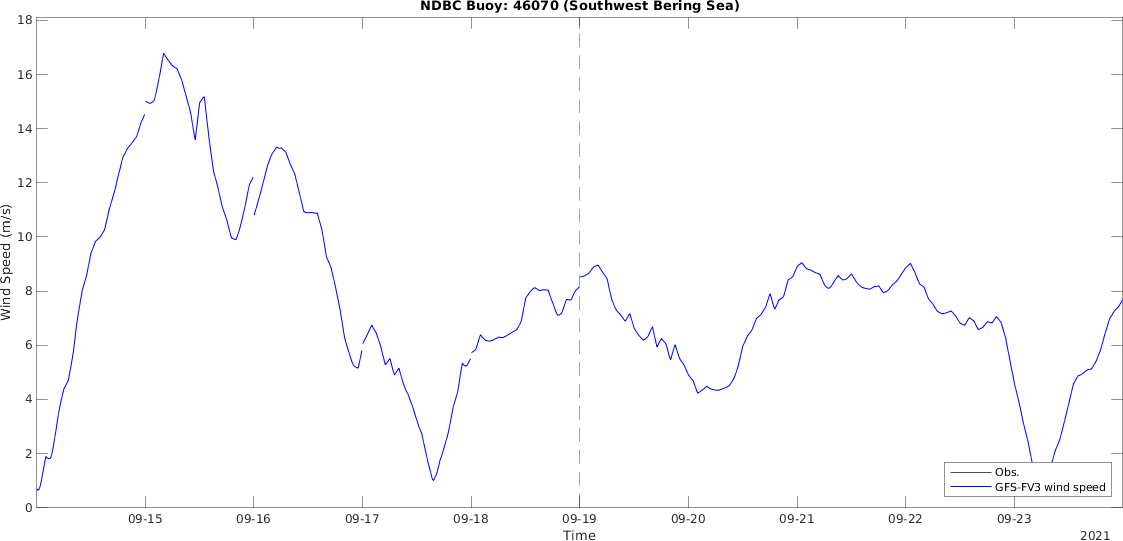 NDBC Buoy: 46070 (Southwest Bering Sea)
18
16
14
12
10
8
6
4
2
0
Wind Speed (m/s)
Obs.
GFS-FV3 wind speed
09-15 09-16 09-17 09-18 09-19 09-20 09-21 09-22 09-23
Time
2021